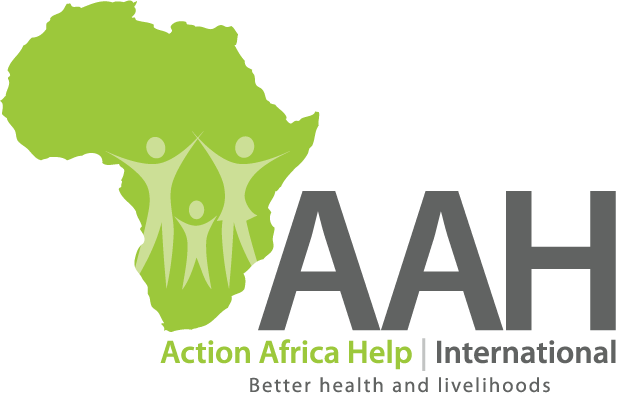 AAH
Action Africa Help | International
Better health and livelihoods